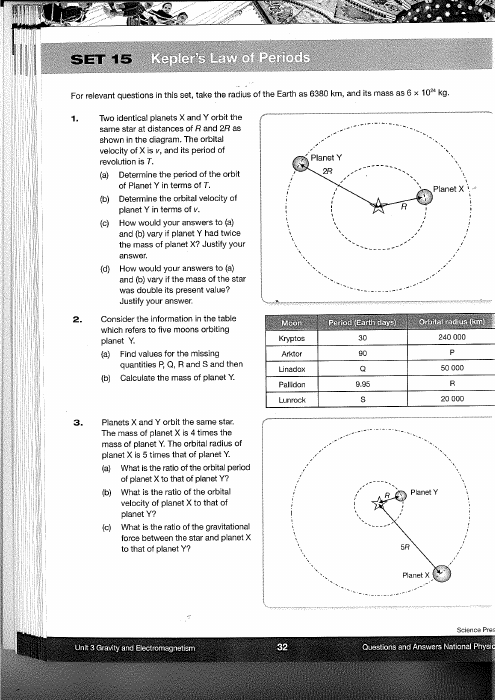 SET 15 Kepler's Law of Periods
For relevant questions in this set, take the radius of the Earth as 6380 km, and its mass as 6 × 10²⁴ kg.
1. Two identical planets X and Y orbit the
same star at distances of R and 2R as
shown in the diagram. The orbital
velocity of X is v, and its period of
revolution is T.
(a) Determine the period of the orbit
of Planet Y in terms of T.
(b) Determine the orbital velocity of
planet Y in terms of v.
(c) How would your answers to (a)
and (b) vary if planet Y had twice
the mass of planet X? Justify your
answer.
(d) How would your answers to (a)
and (b) vary if the mass of the star
was double its present value?
Justify your answer.
Planet Y
2R
Planet X
R
2. Consider the information in the table
which refers to five moons orbiting
planet Y.
(a) Find values for the missing
quantities P, Q, R and S and then
(b) Calculate the mass of planet Y.
Moon Period (Earth days) Orbital radius (km)
Kryptos 30 240 000
Arktor 90 P
Linadox Q 50 000
Pallidon 9.95 R
Lunrock S 20 000
3. Planets X and Y orbit the same star.
The mass of planet X is 4 times the
mass of planet Y. The orbital radius of
planet X is 5 times that of planet Y.
(a) What is the ratio of the orbital period
of planet X to that of planet Y?
(b) What is the ratio of the orbital
velocity of planet X to that of
planet Y?
(c) What is the ratio of the gravitational
force between the star and planet X
to that of planet Y?
R
Planet Y
5R
Planet X
Science Pres
Unit 3 Gravity and Electromagnetism 32 Questions and Answers National Physic